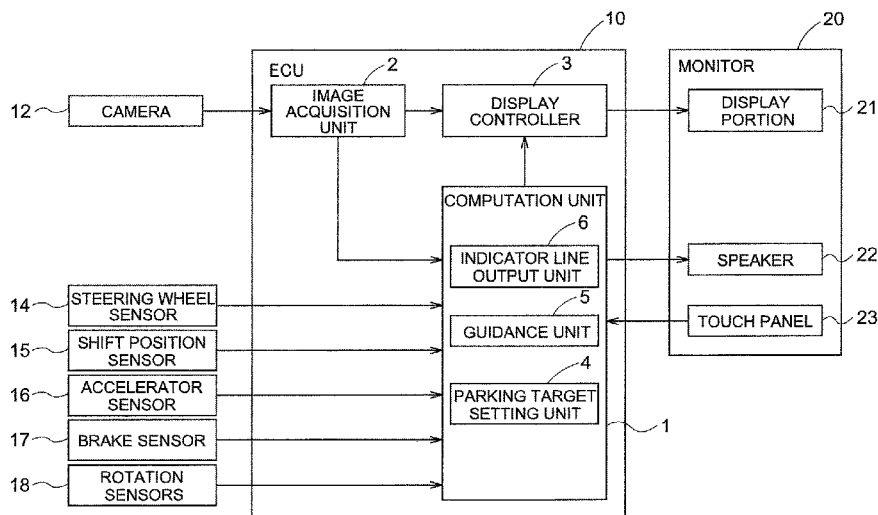 10
20
ECU
2
3
MONITOR
12
CAMERA
IMAGE
ACQUISITION
UNIT
DISPLAY
CONTROLLER
DISPLAY
PORTION
21
COMPUTATION UNIT
6
INDICATOR LINE
OUTPUT UNIT
SPEAKER
22
14
STEERING WHEEL
SENSOR
5
GUIDANCE UNIT
TOUCH PANEL
23
15
SHIFT POSITION
SENSOR
16
ACCELERATOR
SENSOR
4
PARKING TARGET
SETTING UNIT
1
17
BRAKE SENSOR
18
ROTATION
SENSORS